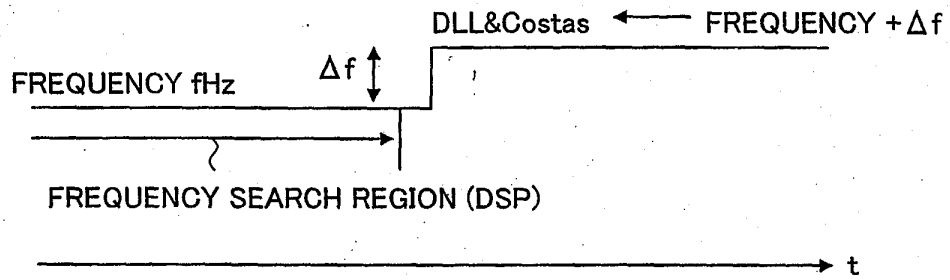 DLL&Costas FREQUENCY +Δf
Δf
FREQUENCY fHz
FREQUENCY SEARCH REGION (DSP)
t